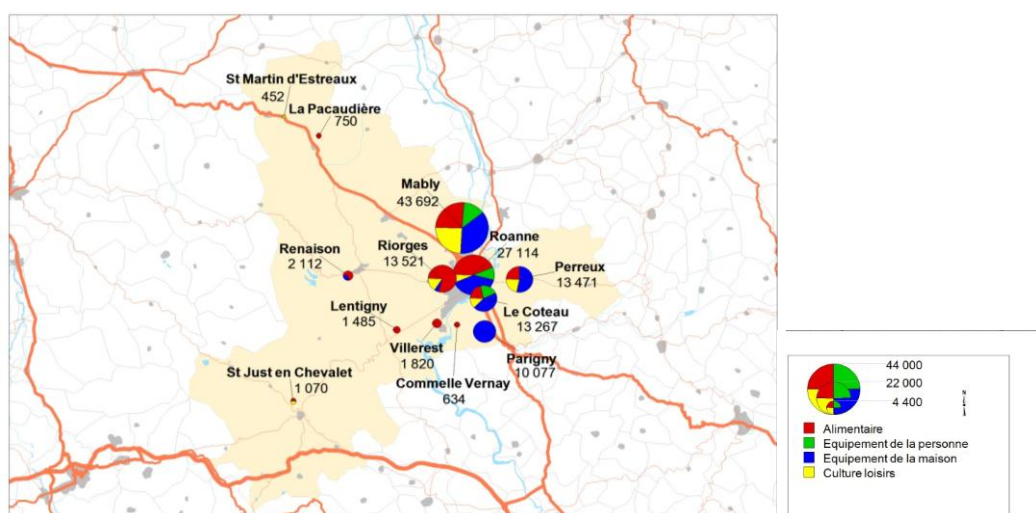 St Martin d'Estreaux
452
La Pacaudière
750
Mably
43 692
Roanne
27 114
Riorges
13 521
Renaison
2 112
Perreux
13 471
Lentigny
1 485
Le Coteau
13 267
Villerest
1 820
Parigny
10 077
St Just en Chevalet
1 070
Commelle Vernay
634
44 000
22 000
4 400
N
Alimentaire
Equipement de la personne
Equipement de la maison
Culture loisirs